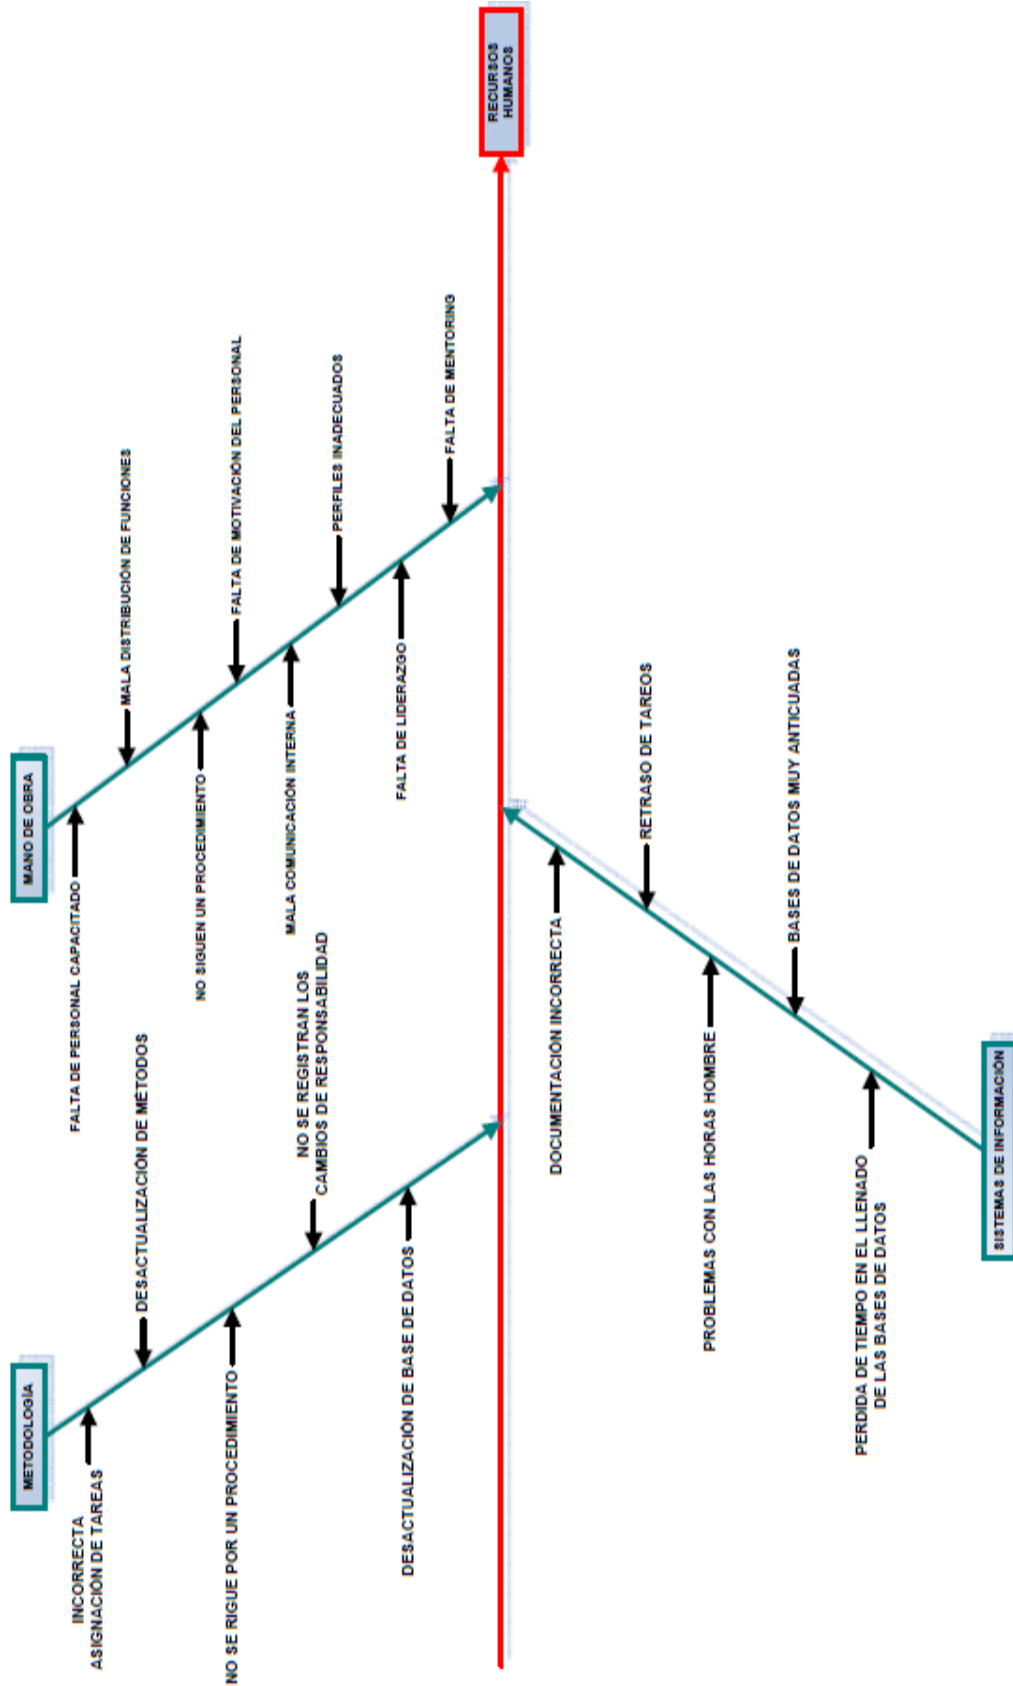 METODOLOGÍA
INCORRECTA
ASIGNACIÓN DE TAREAS
DESACTUALIZACIÓN DE MÉTODOS
NO SE RIGUE POR UN PROCEDIMIENTO
NO SE REGISTRAN LOS
CAMBIOS DE RESPONSABILIDAD
DESACTUALIZACIÓN DE BASE DE DATOS
MANO DE OBRA
FALTA DE PERSONAL CAPACITADO
MALA DISTRIBUCIÓN DE FUNCIONES
NO SIGUEN UN PROCEDIMIENTO
FALTA DE MOTIVACIÓN DEL PERSONAL
MALA COMUNICACIÓN INTERNA
PERFILES INADECUADOS
FALTA DE LIDERAZGO
FALTA DE MENTORING
RECURSOS
HUMANOS
DOCUMENTACIÓN INCORRECTA
RETRASO DE TAREOS
PROBLEMAS CON LAS HORAS HOMBRE
BASES DE DATOS MUY ANTICUADAS
PERDIDA DE TIEMPO EN EL LLENADO
DE LAS BASES DE DATOS
SISTEMAS DE INFORMACIÓN